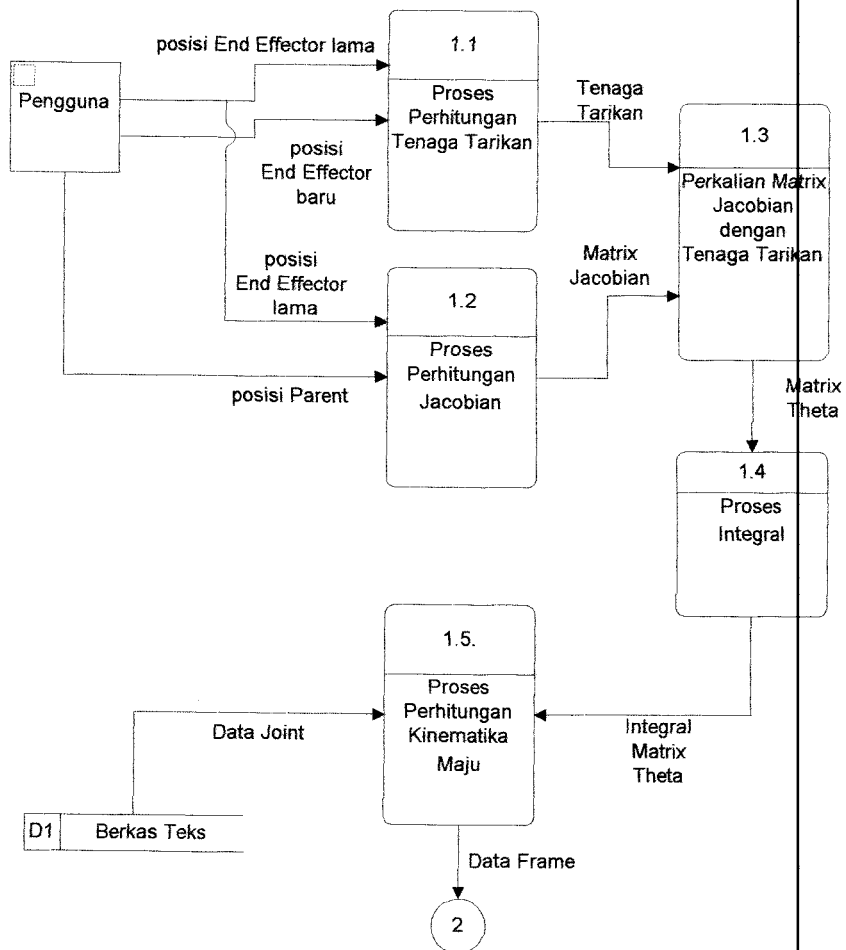 posisi End Effector lama
1.1
Pengguna
Proses
Perhitungan
Tenaga Tarikan
Tenaga
Tarikan
posisi
End Effector
baru
1.3
Perkalian Matrix
Jacobian
dengan
Tenaga Tarikan
posisi
End Effector
lama
Matrix
Jacobian
1.2
Proses
Perhitungan
Jacobian
posisi Parent
Matrix
Theta
1.4
Proses
Integral
1.5.
Proses
Perhitungan
Kinematika
Maju
Data Joint
Integral
Matrix
Theta
D1
Berkas Teks
Data Frame
2